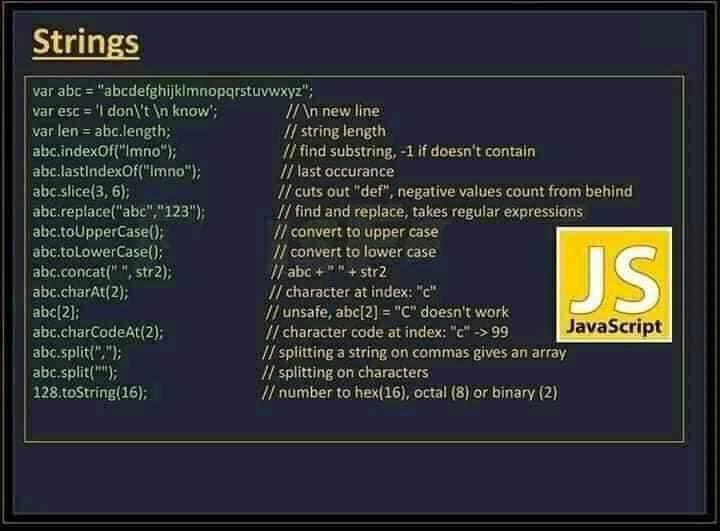 Strings
var abc = "abcdefghijklmnopqrstuvwxyz";
var esc = 'I don\'t \n know'; // \n new line
var len = abc.length; // string length
abc.indexOf("lmno"); // find substring, -1 if doesn't contain
abc.lastIndexOf("lmno"); // last occurance
abc.slice(3, 6); // cuts out "def", negative values count from behind
abc.replace("abc","123"); // find and replace, takes regular expressions
abc.toUpperCase(); // convert to upper case
abc.toLowerCase(); // convert to lower case
abc.concat(" ", str2); // abc + " " + str2
abc.charAt(2); // character at index: "c"
abc[2]; // unsafe, abc[2] = "C" doesn't work
abc.charCodeAt(2); // character code at index: "c" -> 99
abc.split(","); // splitting a string on commas gives an array
abc.split(""); // splitting on characters
128.toString(16); // number to hex(16), octal (8) or binary (2)
JS
JavaScript